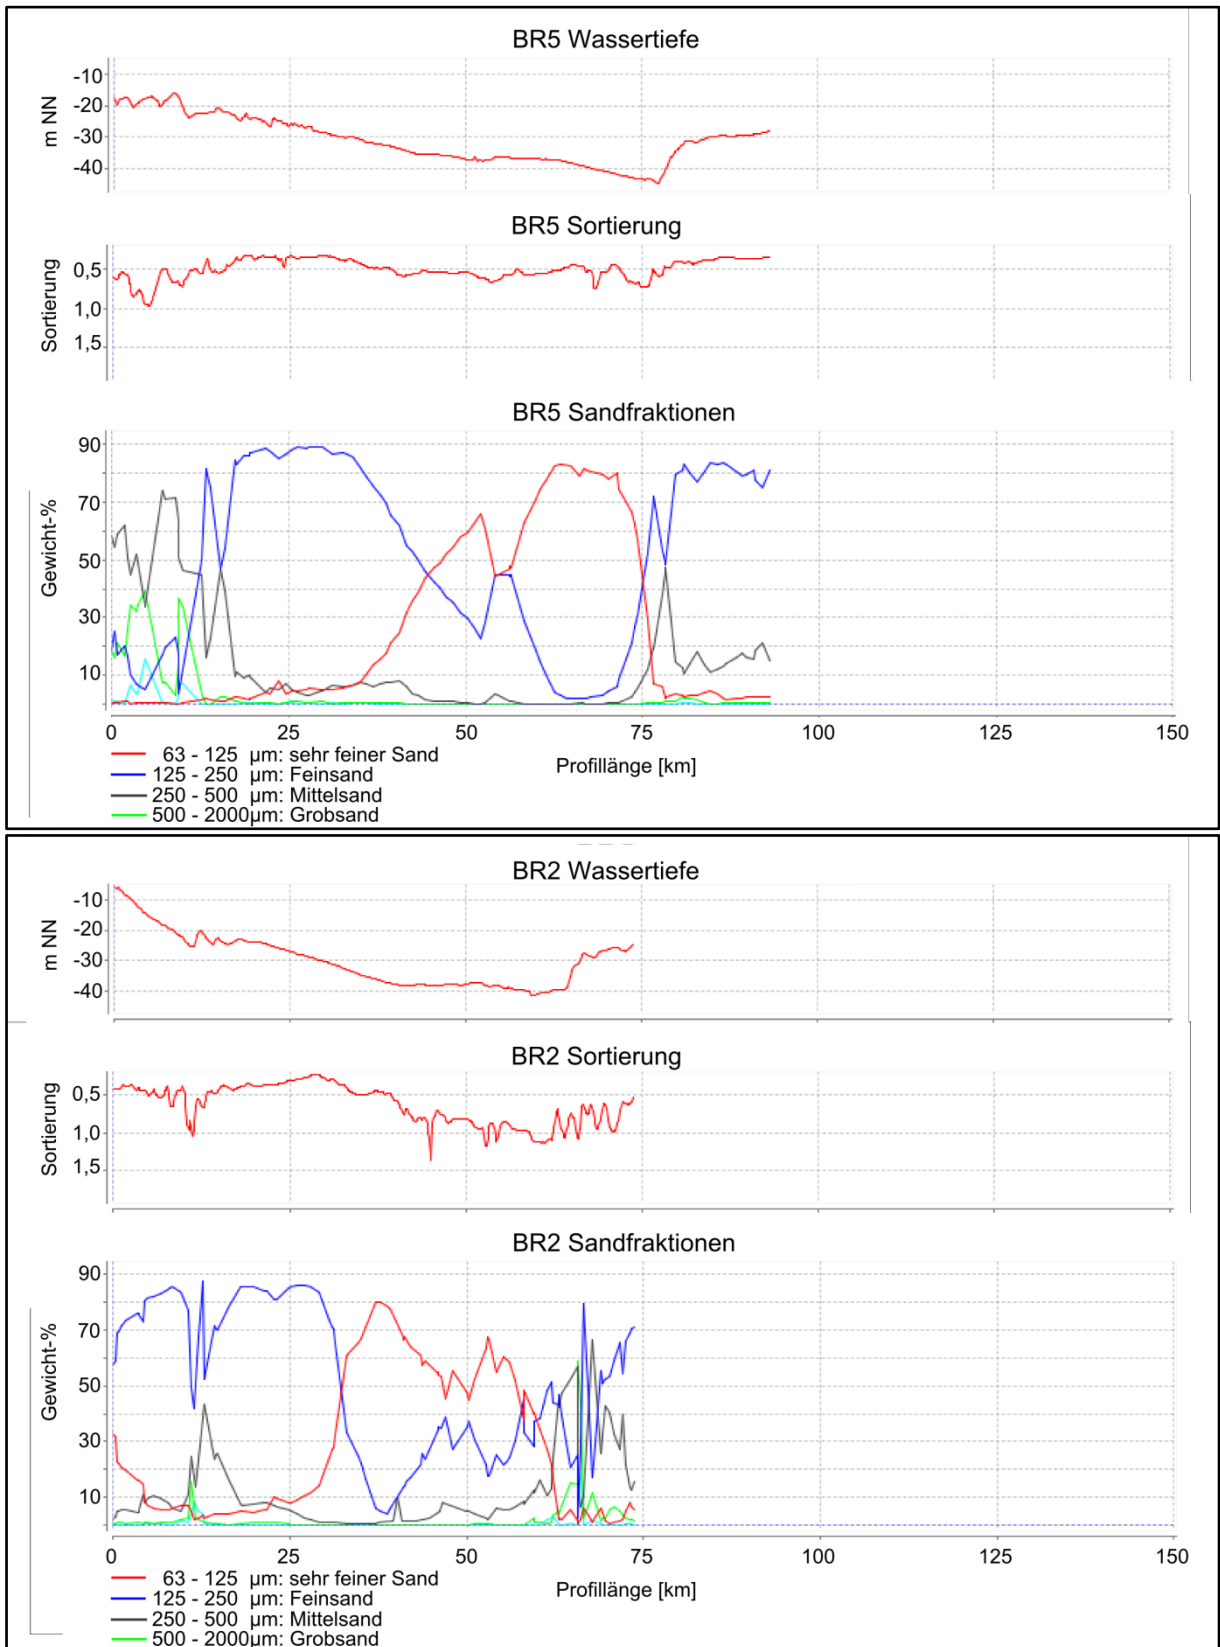 BR5 Wassertiefe
m NN
-10
-20
-30
-40
BR5 Sortierung
Sortierung
0,5
1,0
1,5
BR5 Sandfraktionen
Gewicht-%
90
70
50
30
10
0 25 50 75 100 125 150
Profillänge [km]
63 - 125 µm: sehr feiner Sand
125 - 250 µm: Feinsand
250 - 500 µm: Mittelsand
500 - 2000µm: Grobsand
BR2 Wassertiefe
m NN
-10
-20
-30
-40
BR2 Sortierung
Sortierung
0,5
1,0
1,5
BR2 Sandfraktionen
Gewicht-%
90
70
50
30
10
0 25 50 75 100 125 150
Profillänge [km]
63 - 125 µm: sehr feiner Sand
125 - 250 µm: Feinsand
250 - 500 µm: Mittelsand
500 - 2000µm: Grobsand